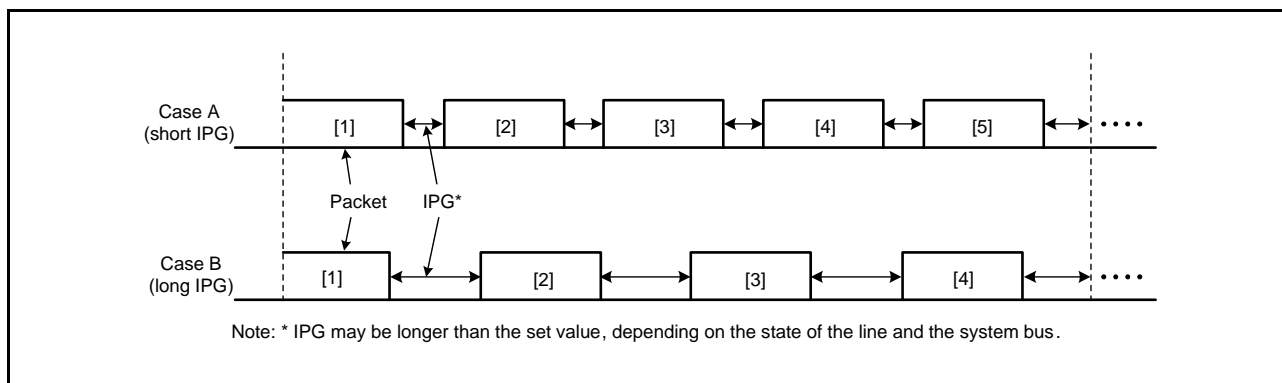 Case A
(short IPG)
[1]
[2]
[3]
[4]
[5]
Packet
IPG*
Case B
(long IPG)
[1]
[2]
[3]
[4]
Note: * IPG may be longer than the set value, depending on the state of the line and the system bus.